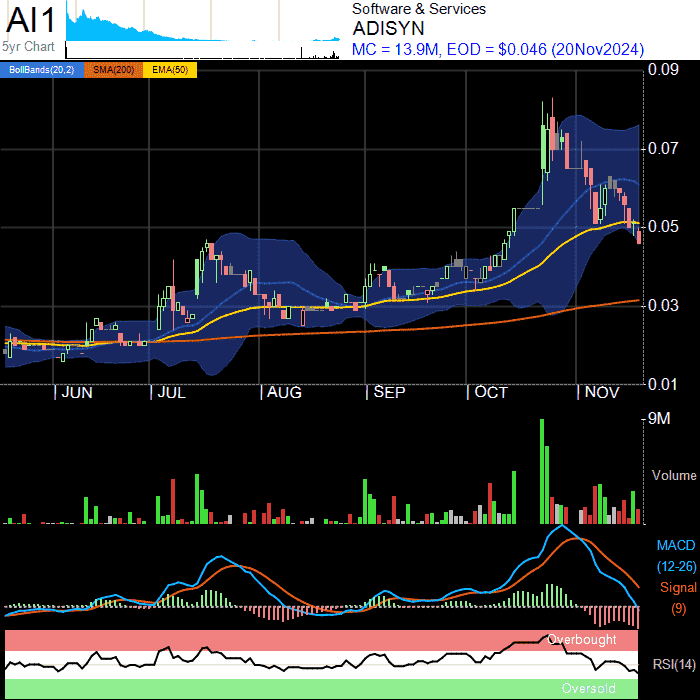 AI1
5yr Chart
Software & Services
ADISYN
MC = 13.9M, EOD = $0.046 (20Nov2024)
BollBands(20,2) SMA(200) EMA(50)
0.09
0.07
0.05
0.03
0.01
JUN JUL AUG SEP OCT NOV
9M
Volume
MACD
(12-26)
Signal
(9)
Overbought
RSI(14)
Oversold